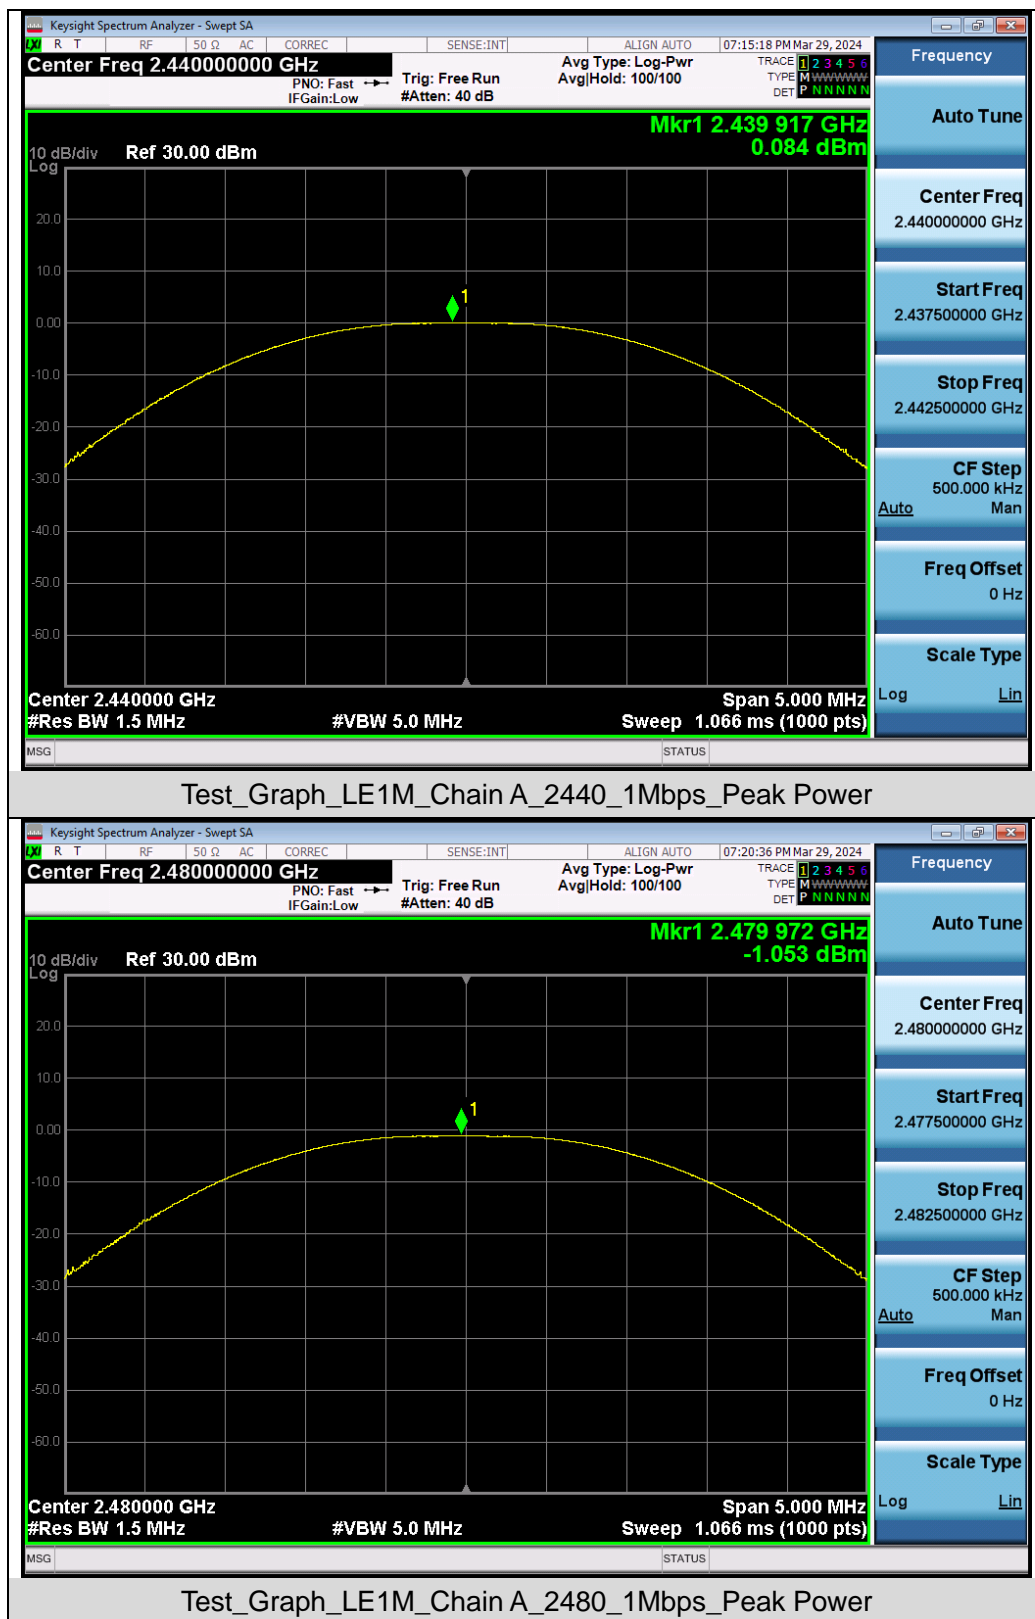 Keysight Spectrum Analyzer - Swept SA
LXI R T RF 50 Ω AC CORREC SENSE:INT ALIGN AUTO 07:15:18 PM Mar 29, 2024
Center Freq 2.440000000 GHz
PNO: Fast
IFGain:Low
Trig: Free Run
#Atten: 40 dB
Avg Type: Log-Pwr
Avg|Hold: 100/100
TRACE 1 2 3 4 5 6
TYPE M WWWWW
DET P N N N N N
Mkr1 2.439 917 GHz
0.084 dBm
10 dB/div Ref 30.00 dBm
Log
20.0
10.0
1
0.00
-10.0
-20.0
-30.0
-40.0
-50.0
-60.0
Center 2.440000 GHz Span 5.000 MHz
#Res BW 1.5 MHz #VBW 5.0 MHz Sweep 1.066 ms (1000 pts)
MSG STATUS
Frequency
Auto Tune
Center Freq
2.440000000 GHz
Start Freq
2.437500000 GHz
Stop Freq
2.442500000 GHz
CF Step
500.000 kHz
Auto Man
Freq Offset
0 Hz
Scale Type
Log Lin
Test_Graph_LE1M_Chain A_2440_1Mbps_Peak Power
Keysight Spectrum Analyzer - Swept SA
LXI R T RF 50 Ω AC CORREC SENSE:INT ALIGN AUTO 07:20:36 PM Mar 29, 2024
Center Freq 2.480000000 GHz
PNO: Fast
IFGain:Low
Trig: Free Run
#Atten: 40 dB
Avg Type: Log-Pwr
Avg|Hold: 100/100
TRACE 1 2 3 4 5 6
TYPE M WWWWW
DET P N N N N N
Mkr1 2.479 972 GHz
-1.053 dBm
10 dB/div Ref 30.00 dBm
Log
20.0
10.0
1
0.00
-10.0
-20.0
-30.0
-40.0
-50.0
-60.0
Center 2.480000 GHz Span 5.000 MHz
#Res BW 1.5 MHz #VBW 5.0 MHz Sweep 1.066 ms (1000 pts)
MSG STATUS
Frequency
Auto Tune
Center Freq
2.480000000 GHz
Start Freq
2.477500000 GHz
Stop Freq
2.482500000 GHz
CF Step
500.000 kHz
Auto Man
Freq Offset
0 Hz
Scale Type
Log Lin
Test_Graph_LE1M_Chain A_2480_1Mbps_Peak Power